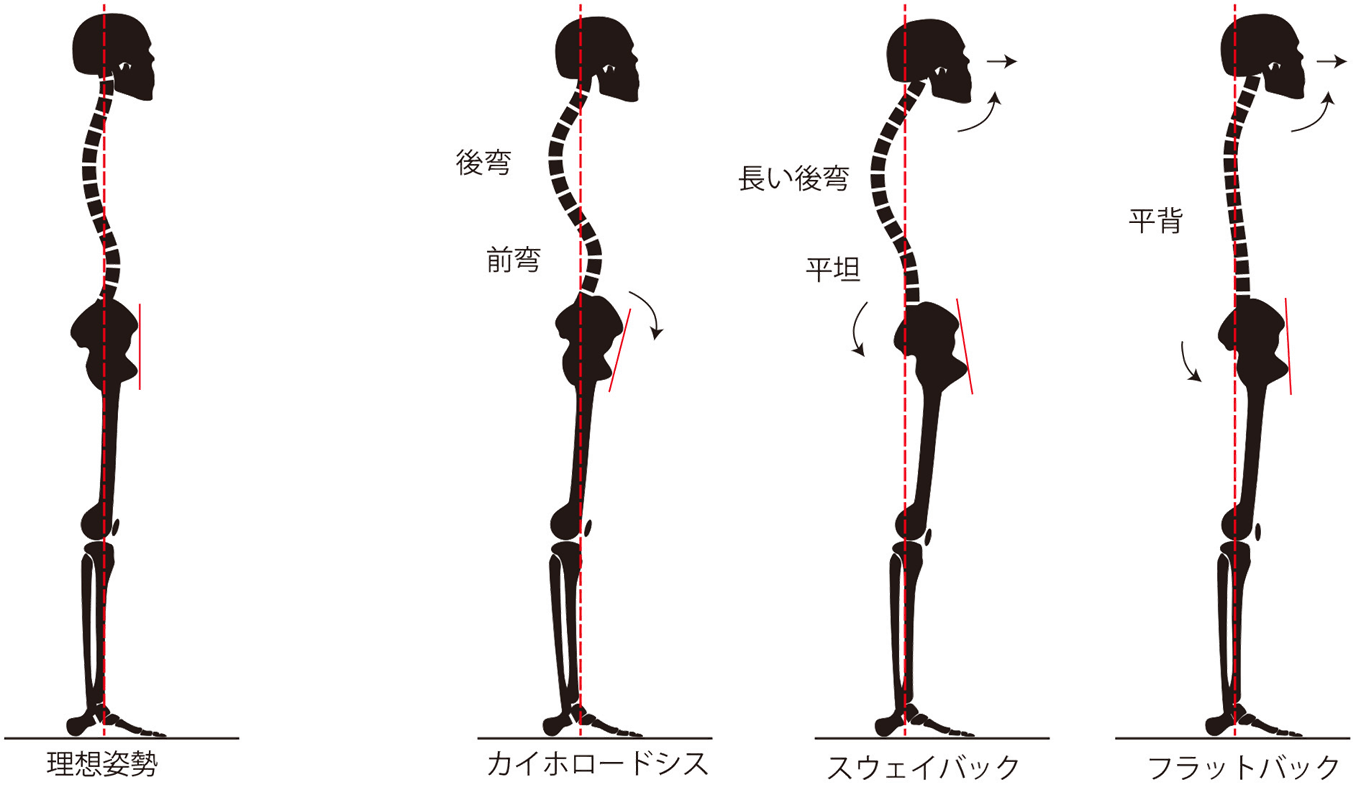 後弯
前弯
長い後弯
平坦
平背
理想姿勢
カイホロードシス
スウェイバック
フラットバック